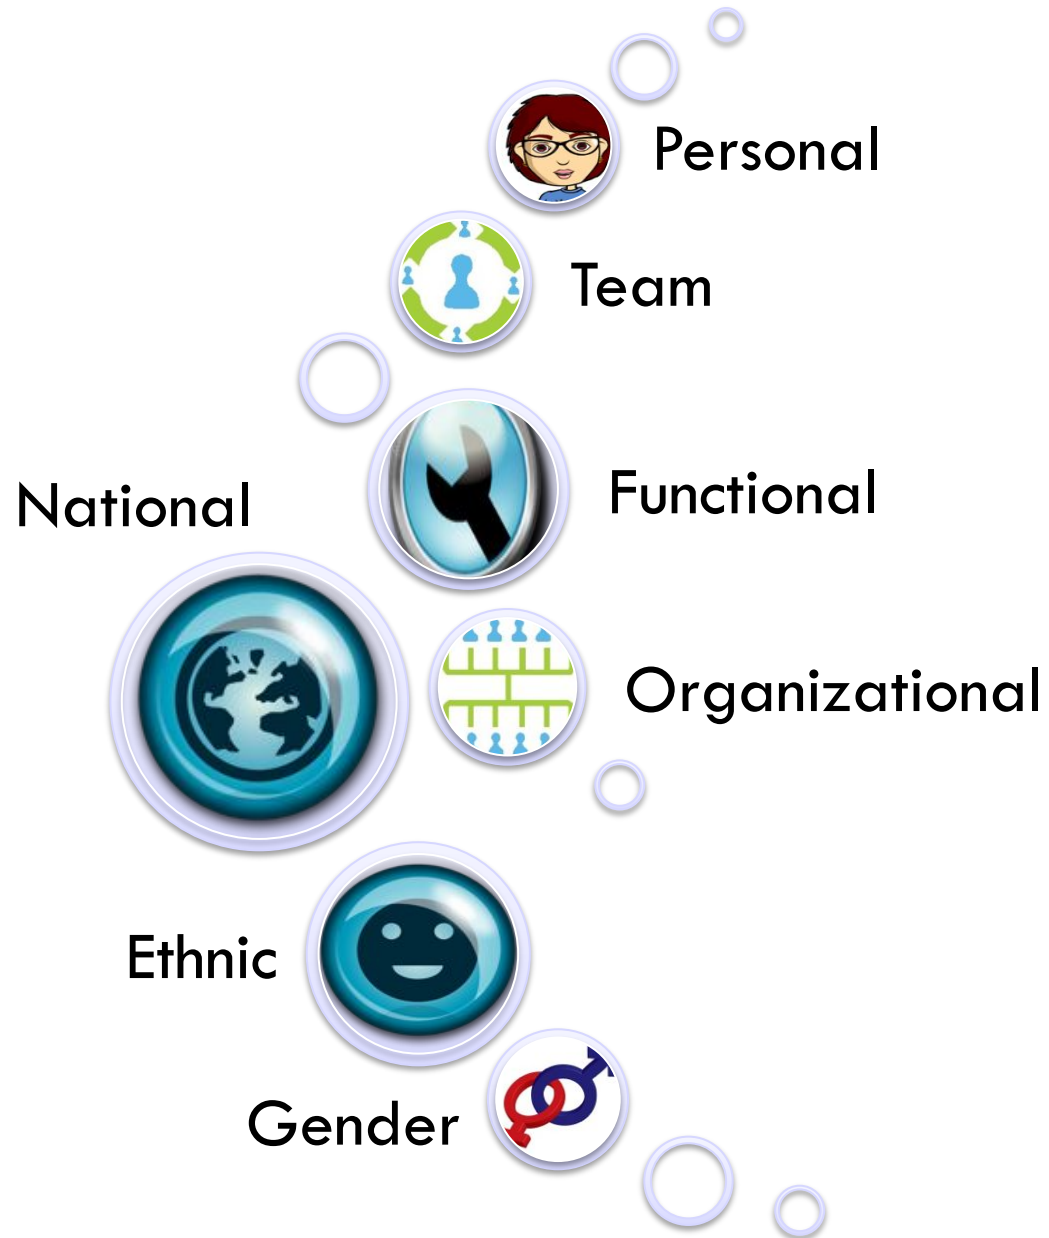 Personal
Team
National
Functional
Organizational
Ethnic
Gender